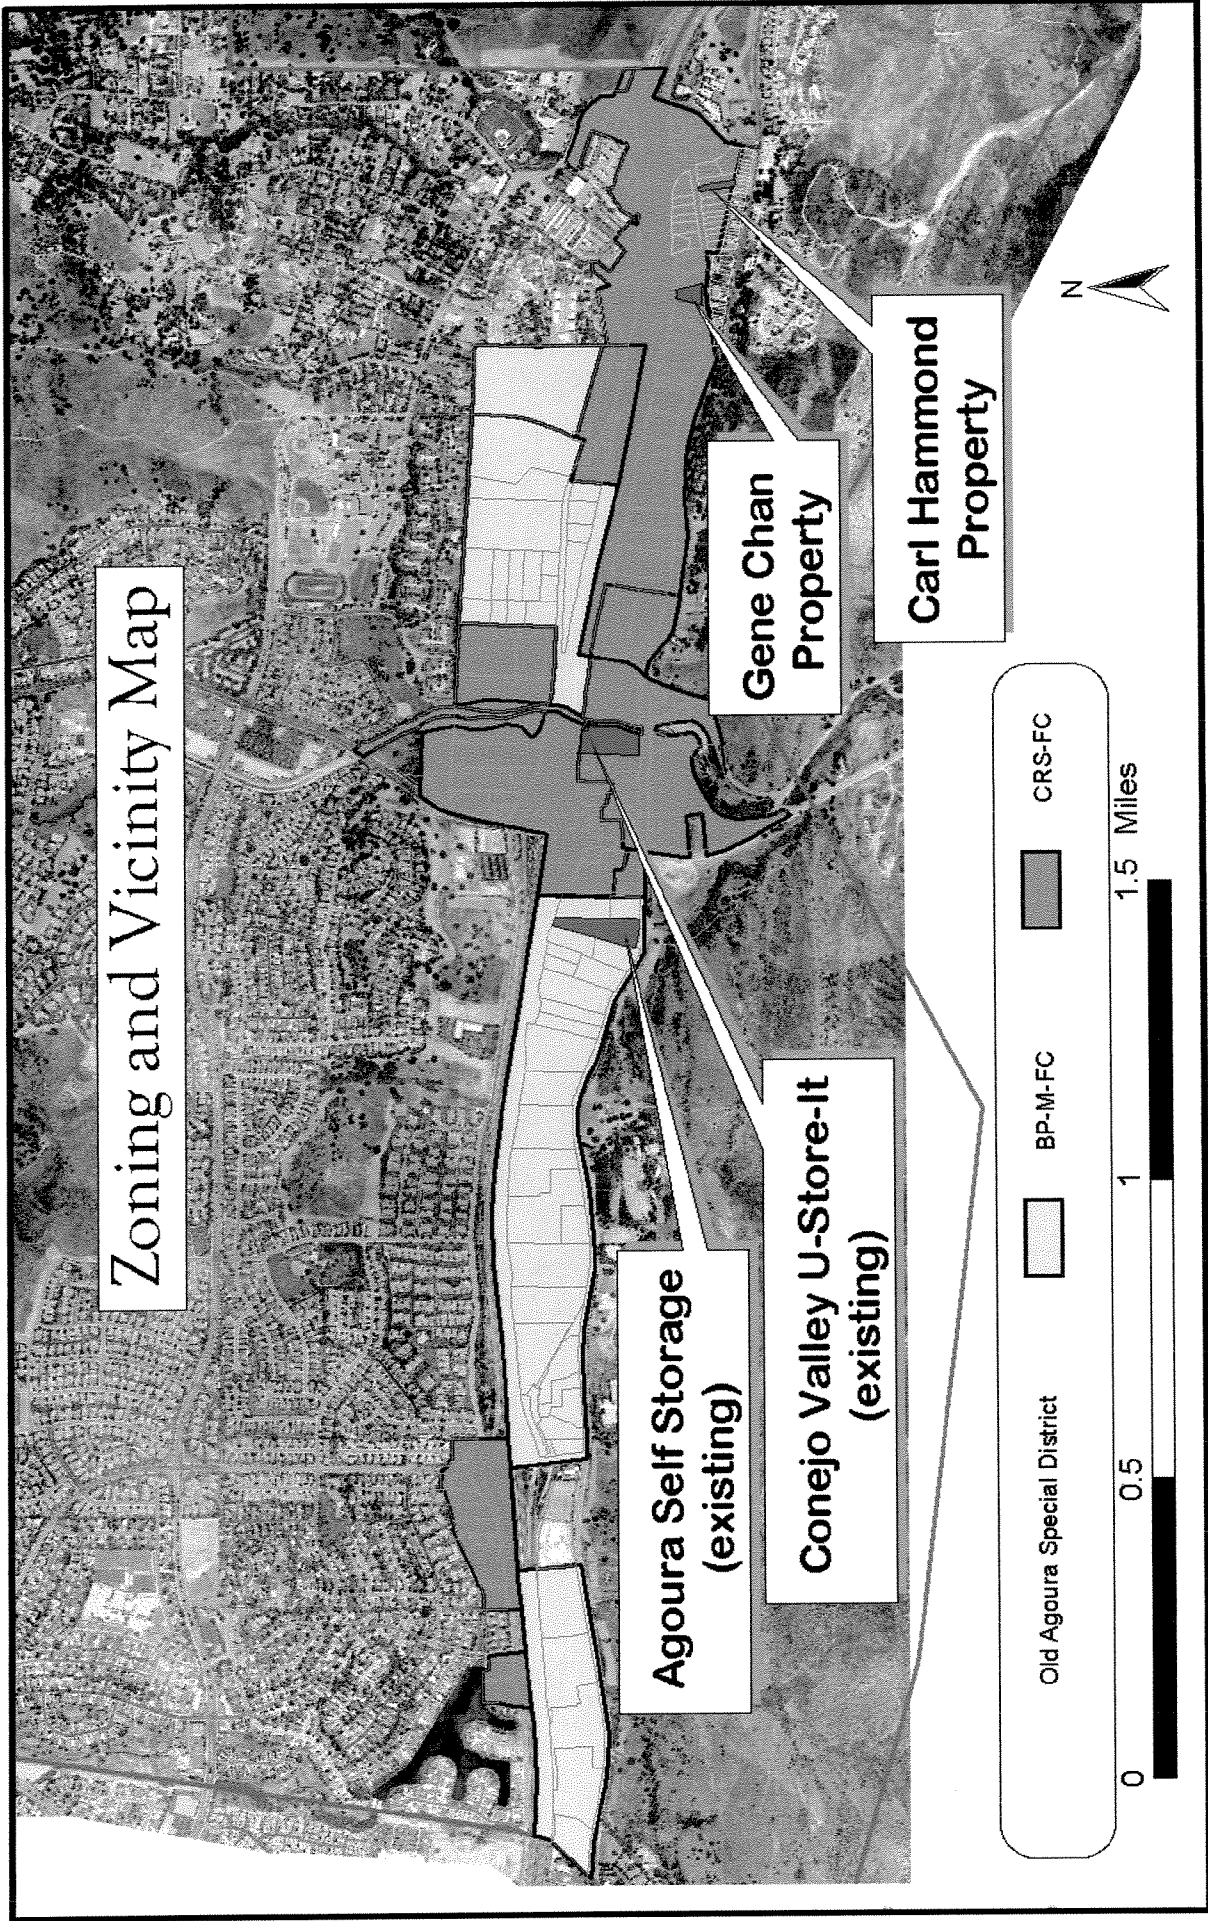 Zoning and Vicinity Map
Agoura Self Storage
(existing)
Conejo Valley U-Store-It
(existing)
Gene Chan
Property
Carl Hammond
Property
N
Old Agoura Special District
BP-M-FC
CRS-FC
0
0.5
1
1.5 Miles